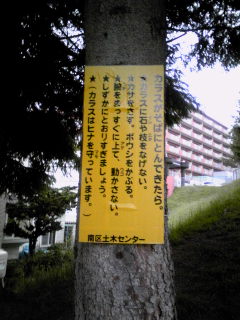 カラスがそばにとんできたら。
★カラスに石や枝をなげない。
★カサをさす。ボウシをかぶる。
★腕をまっすぐに上て、動かさない。
★しずかにとおりすぎましょう。
★(カラスはヒナを守っています。)
南区土木センター